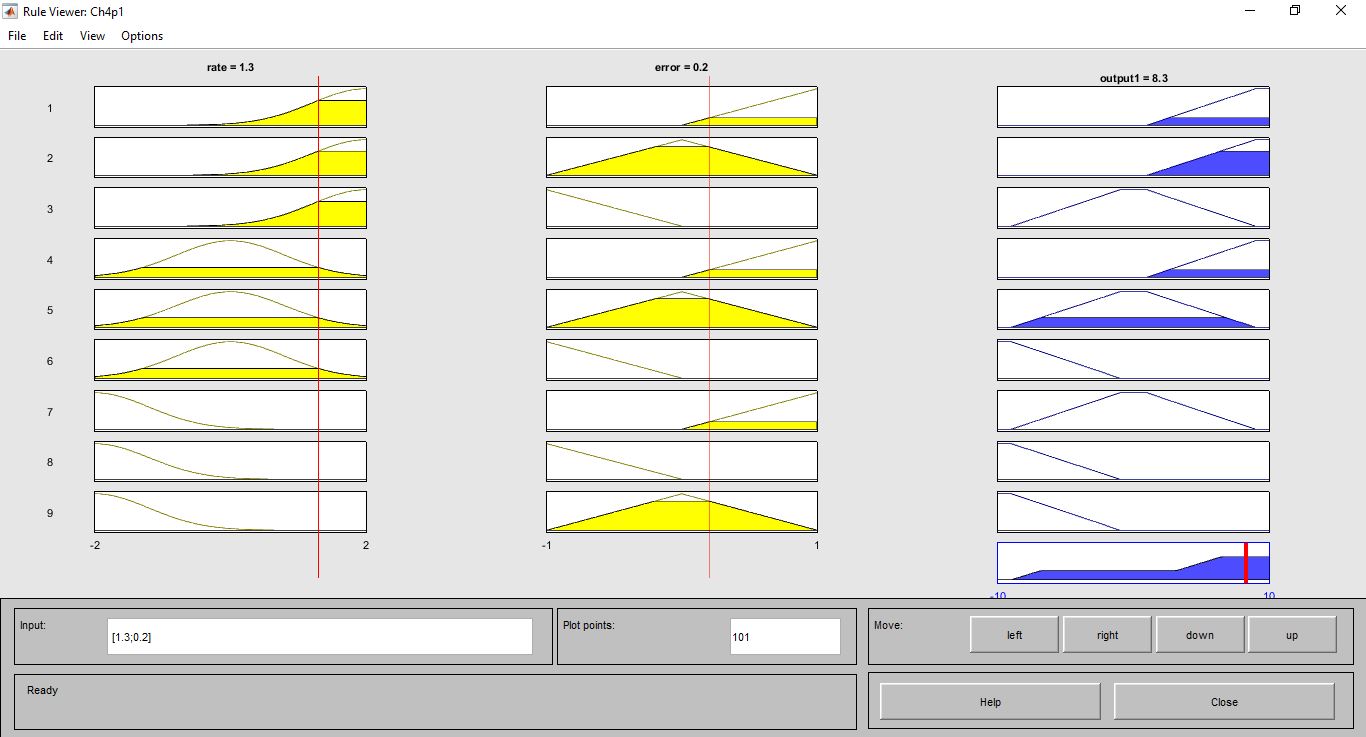 Rule Viewer: Ch4p1
File Edit View Options
rate = 1.3
error = 0.2
output1 = 8.3
1
2
3
4
5
6
7
8
9
-2 2
-1 1
-10 10
Input:
[1.3;0.2]
Plot points:
101
Move:
left right down up
Ready
Help Close